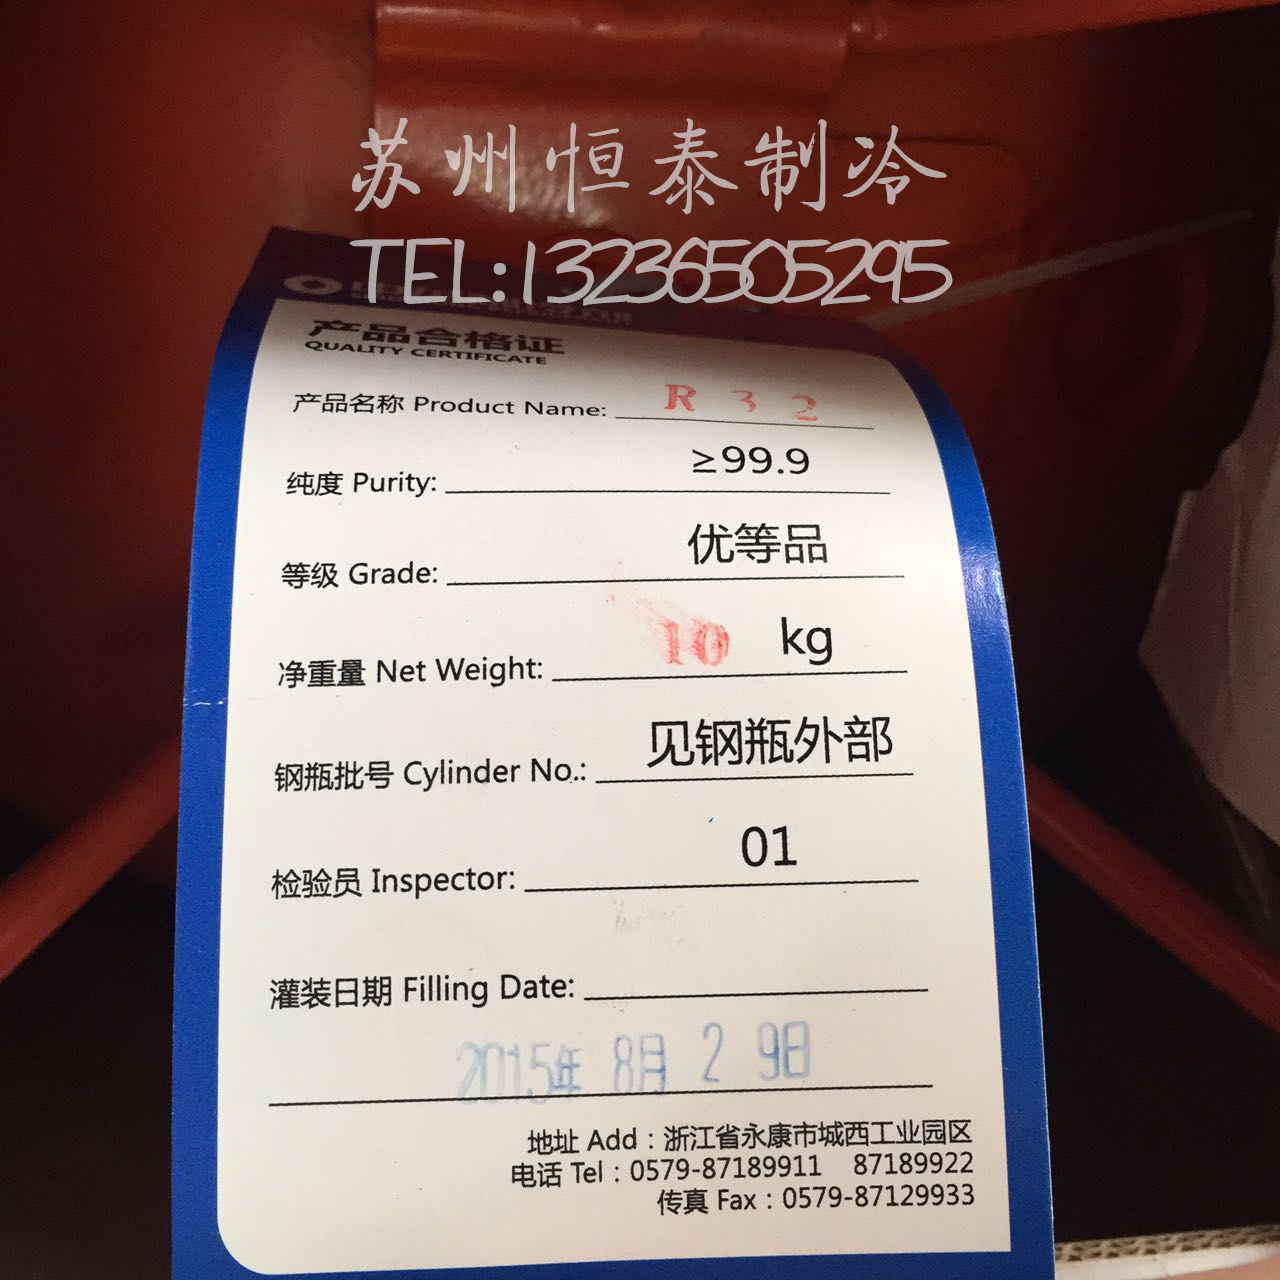 苏州恒泰制冷
TEL:13236505295
产品合格证
QUALITY CERTIFICATE
产品名称 Product Name: R 3 2
纯度 Purity: ≥99.9
等级 Grade: 优等品
净重量 Net Weight: 10 kg
钢瓶批号 Cylinder No.: 见钢瓶外部
检验员 Inspector: 01
灌装日期 Filling Date:
2015年 8月 2 9日
地址 Add：浙江省永康市城西工业园区
电话 Tel：0579-87189911 87189922
传真 Fax：0579-87129933